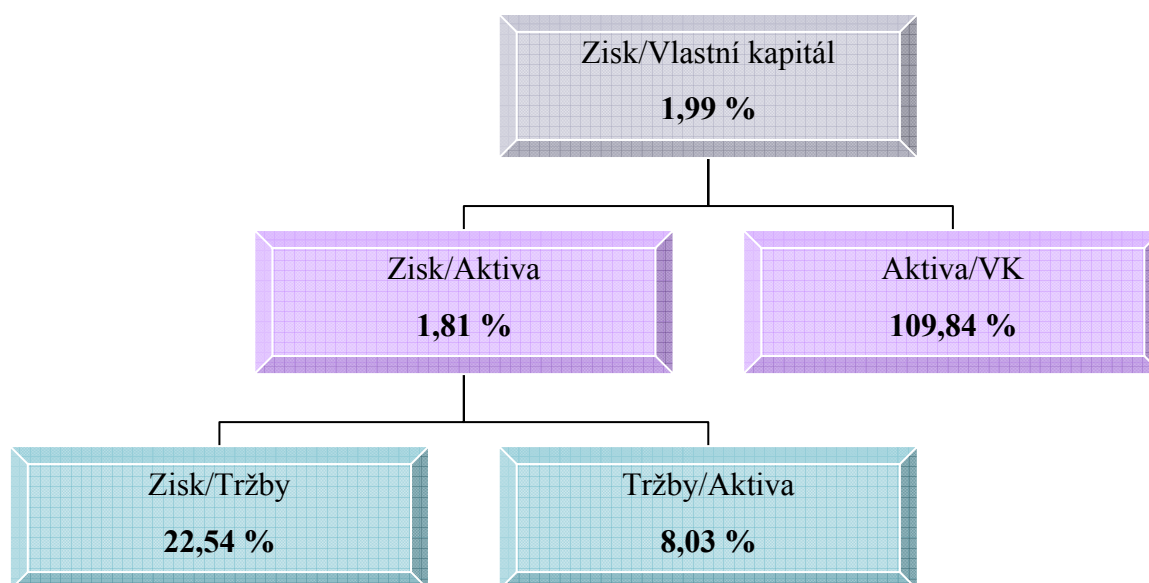 Zisk/Vlastní kapitál
1,99 %
Zisk/Aktiva
1,81 %
Aktiva/VK
109,84 %
Zisk/Tržby
22,54 %
Tržby/Aktiva
8,03 %